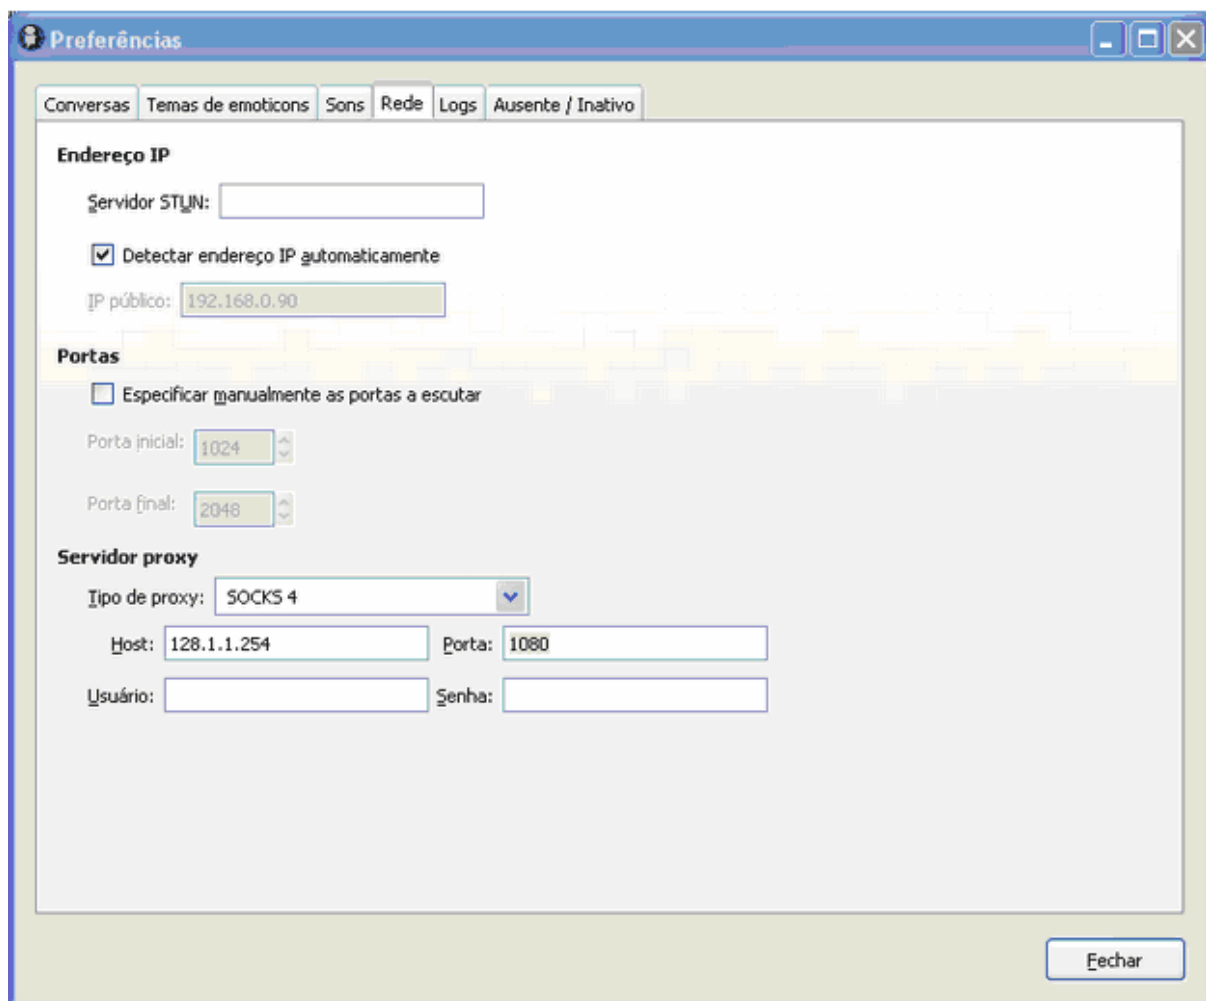 Preferências
Conversas Temas de emoticons Sons Rede Logs Ausente / Inativo
Endereço IP
Servidor STUN:
Detectar endereço IP automaticamente
IP público: 192.168.0.90
Portas
Especificar manualmente as portas a escutar
Porta inicial: 1024
Porta final: 2048
Servidor proxy
Tipo de proxy: SOCKS 4
Host: 128.1.1.254 Porta: 1080
Usuário: Senha:
Fechar